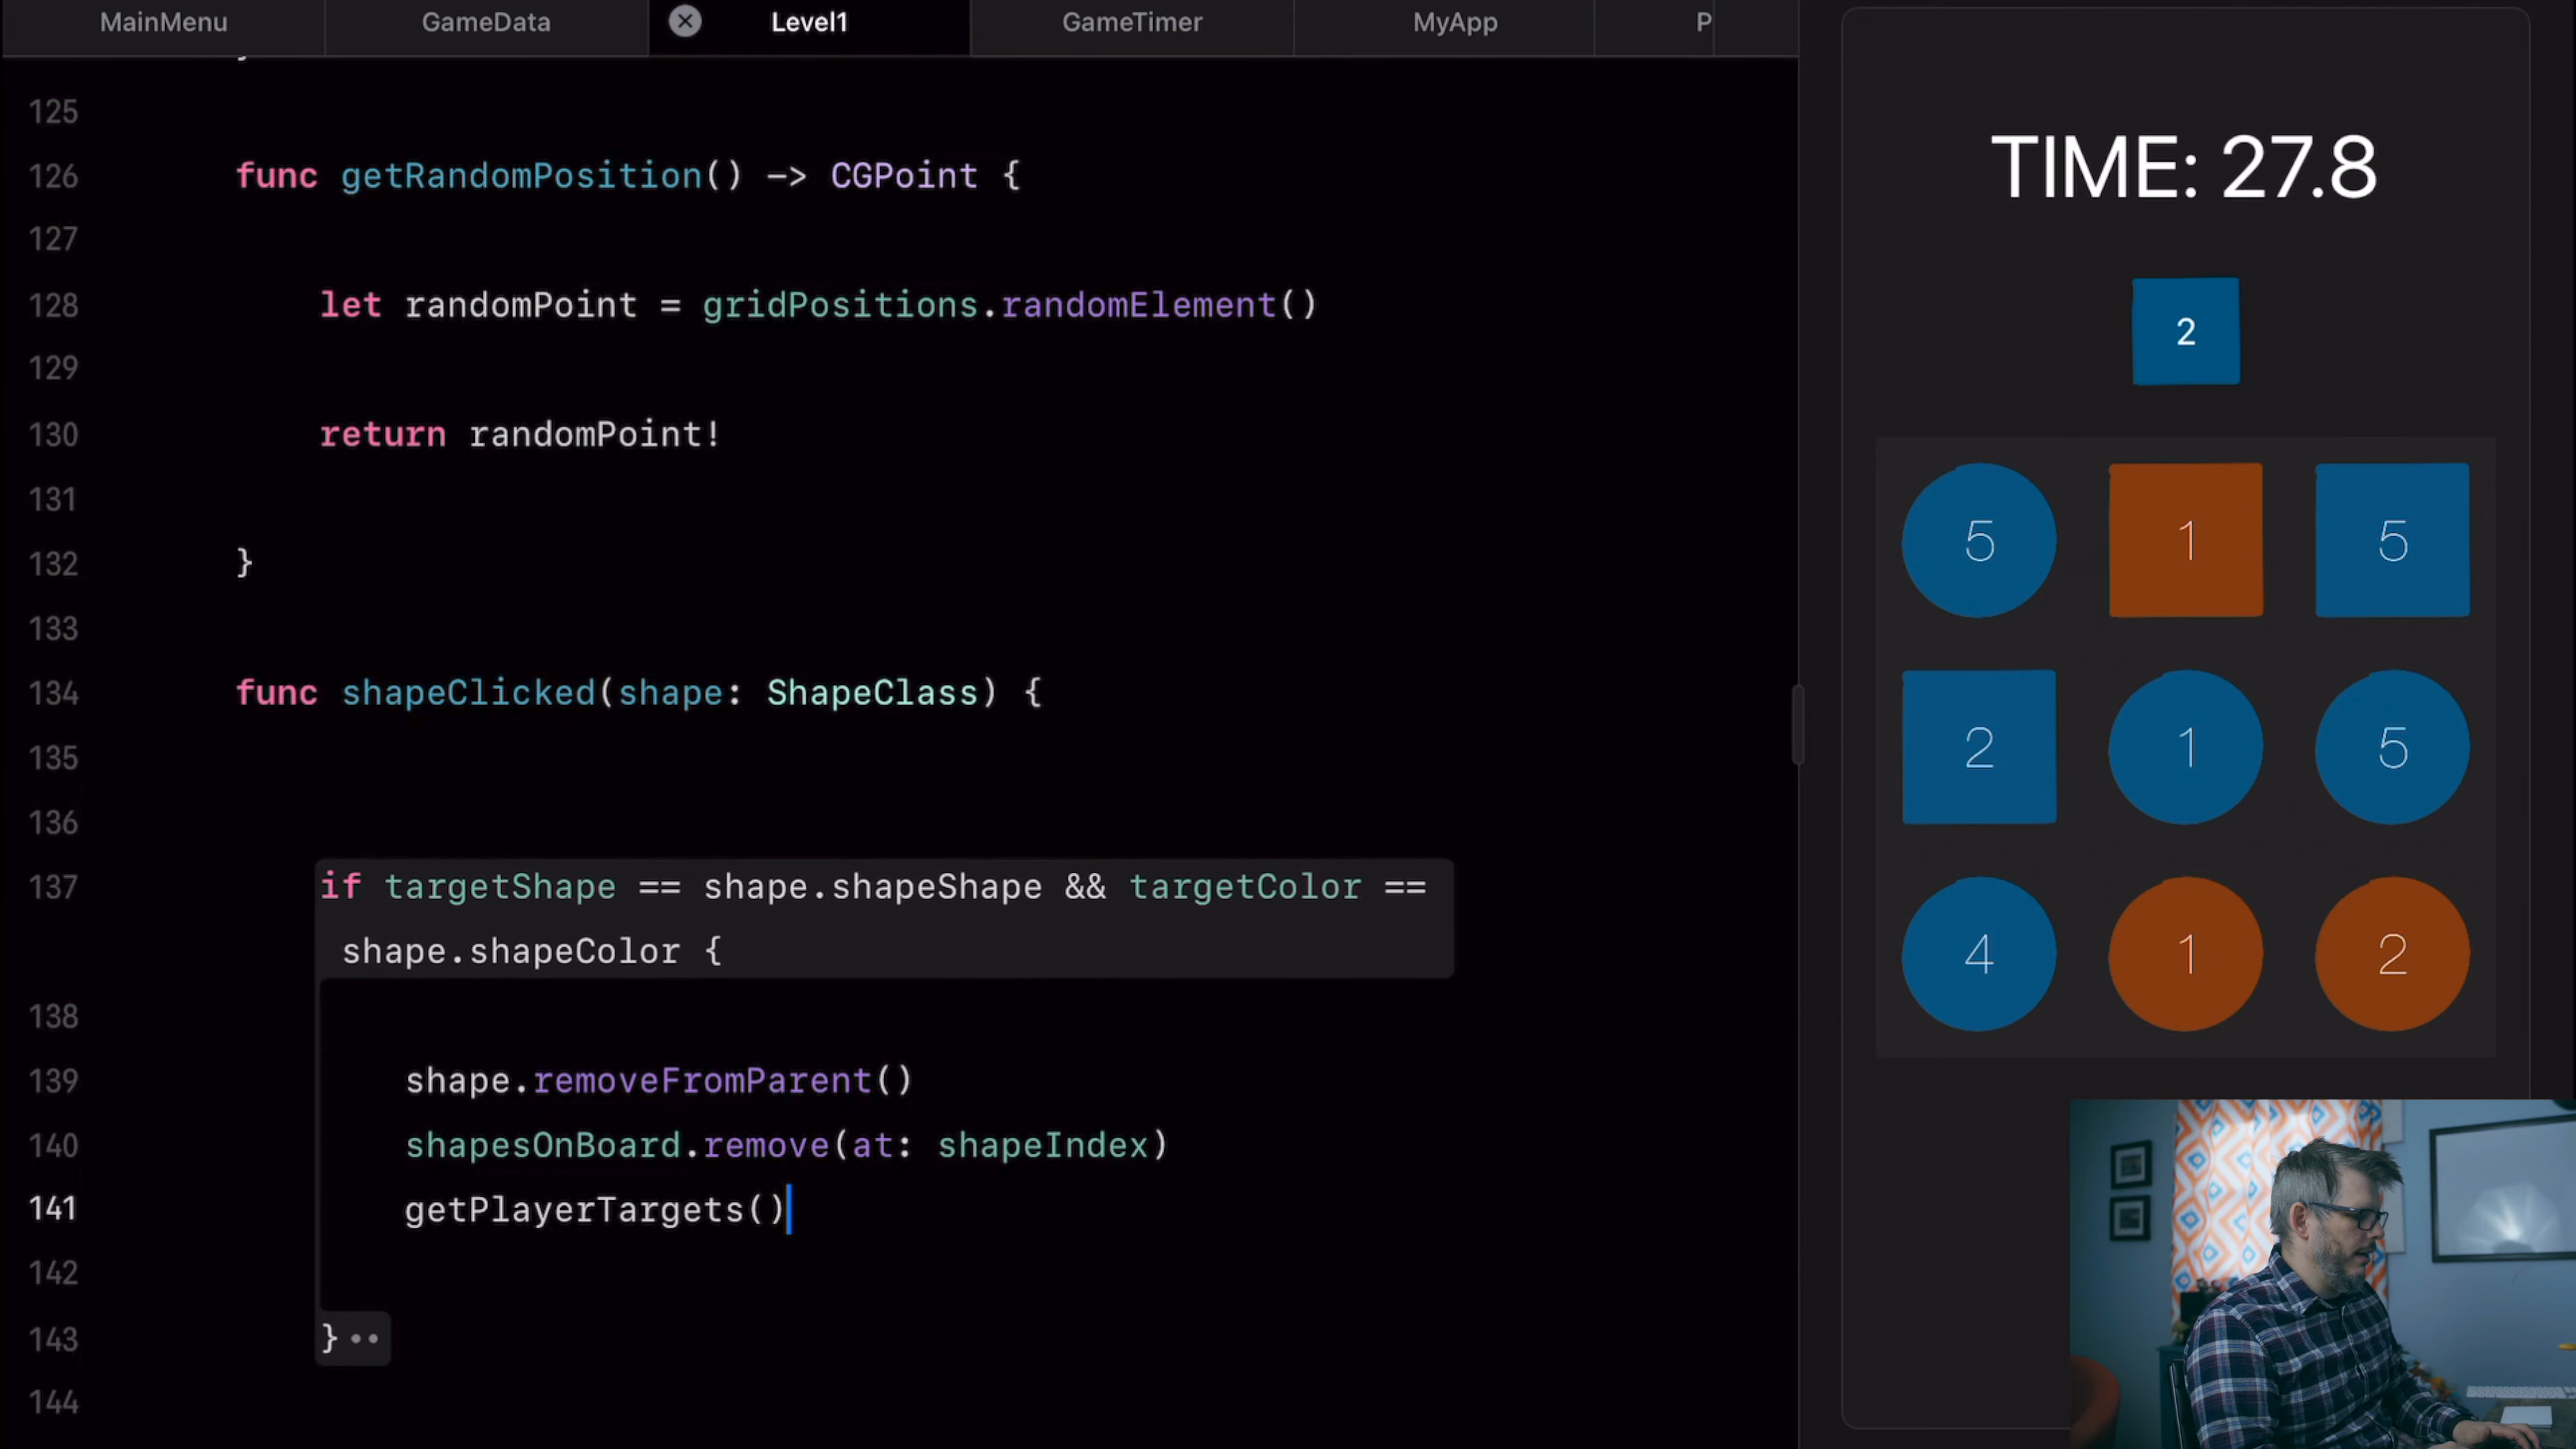 MainMenu
GameData
Level1
GameTimer
MyApp
P
125
126 func getRandomPosition() -> CGPoint {
127
128 let randomPoint = gridPositions.randomElement()
129
130 return randomPoint!
131
132 }
133
134 func shapeClicked(shape: ShapeClass) {
135
136
137 if targetShape == shape.shapeShape && targetColor ==
shape.shapeColor {
138
139 shape.removeFromParent()
140 shapesOnBoard.remove(at: shapeIndex)
141 getPlayerTargets()
142
143 }
144
TIME: 27.8
2
5 1 5
2 1 5
4 1 2